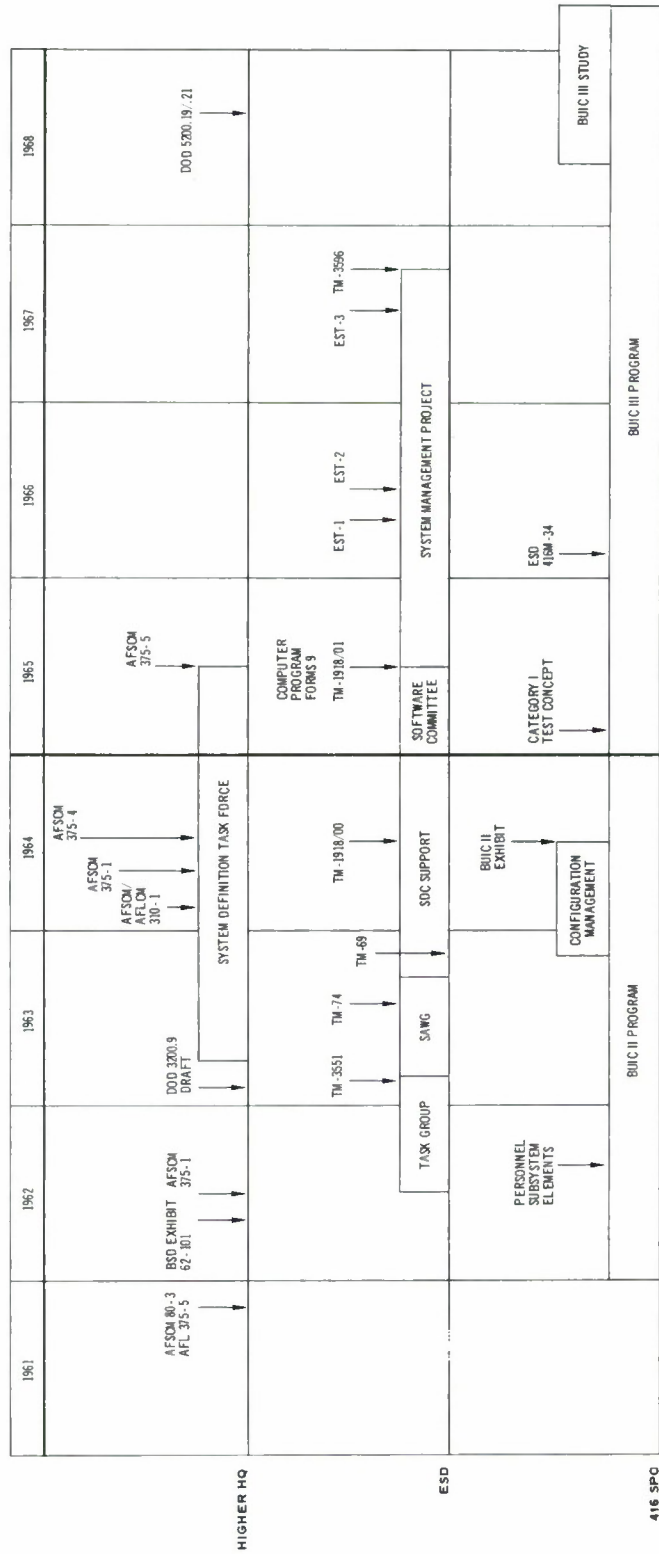 1961
1962
1963
1964
1965
1966
1967
1968
HIGHER HQ
AFSCM 80-3
AFL 375-5
BSD EXHIBIT
62-101
AFSCM
375-1
DOD 3200.9
DRAFT
AFSCM/
AFLCM
310-1
AFSCM
375-1
AFSCM
375-4
SYSTEM DEFINITION TASK FORCE
AFSCM
375-5
DOD 5200.19/.21
ESD
TASK GROUP
TM-3551
SAWG
TM-74
TM-69
SDC SUPPORT
TM-1918/00
SOFTWARE
COMMITTEE
COMPUTER
PROGRAM
FORMS 9
TM-1918/01
SYSTEM MANAGEMENT PROJECT
EST-1
EST-2
EST-3
TM-3596
416 SPO
PERSONNEL
SUBSYSTEM
ELEMENTS
BUIC II PROGRAM
CONFIGURATION
MANAGEMENT
BUIC II
EXHIBIT
CATEGORY I
TEST CONCEPT
ESD
416M-34
BUIC III PROGRAM
BUIC III STUDY